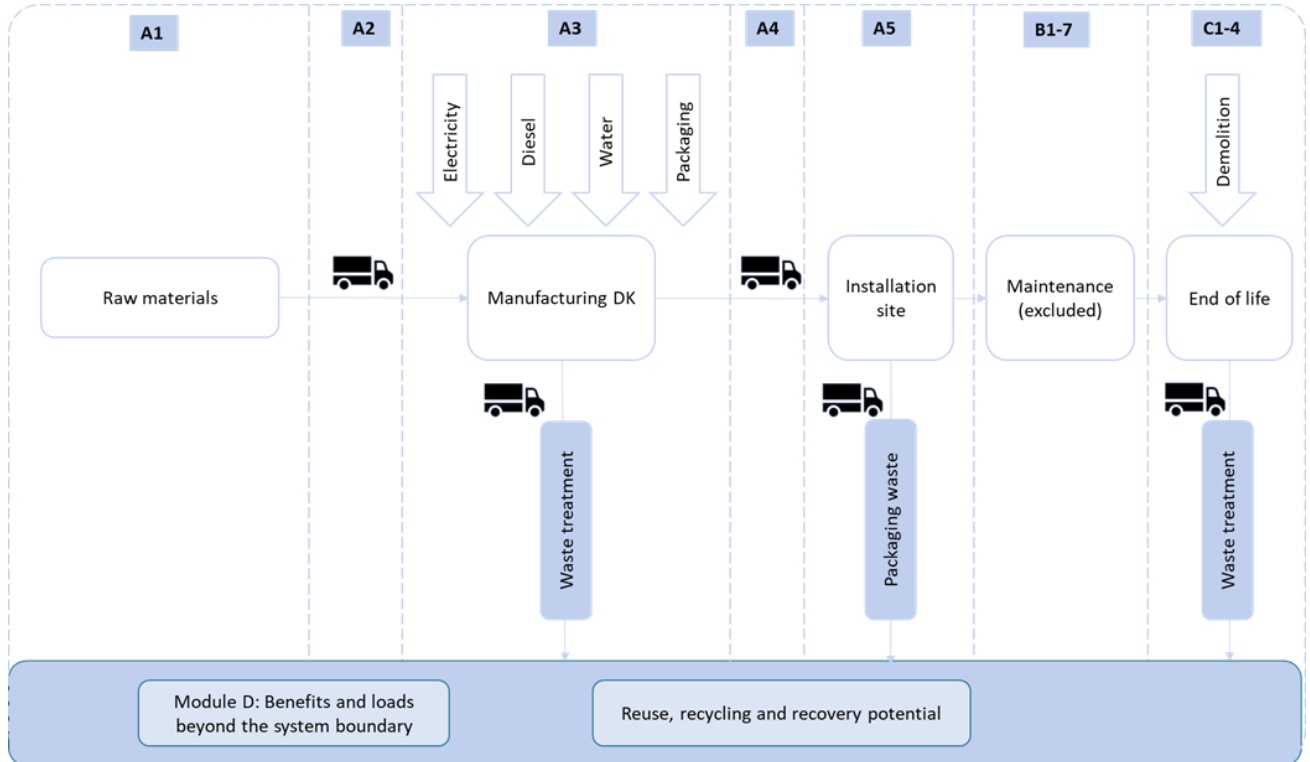 A1
A2
A3
A4
A5
B1-7
C1-4
Electricity
Diesel
Water
Packaging
Demolition
Raw materials
Manufacturing DK
Installation
site
Maintenance
(excluded)
End of life
Waste treatment
Packaging waste
Waste treatment
Module D: Benefits and loads
beyond the system boundary
Reuse, recycling and recovery potential